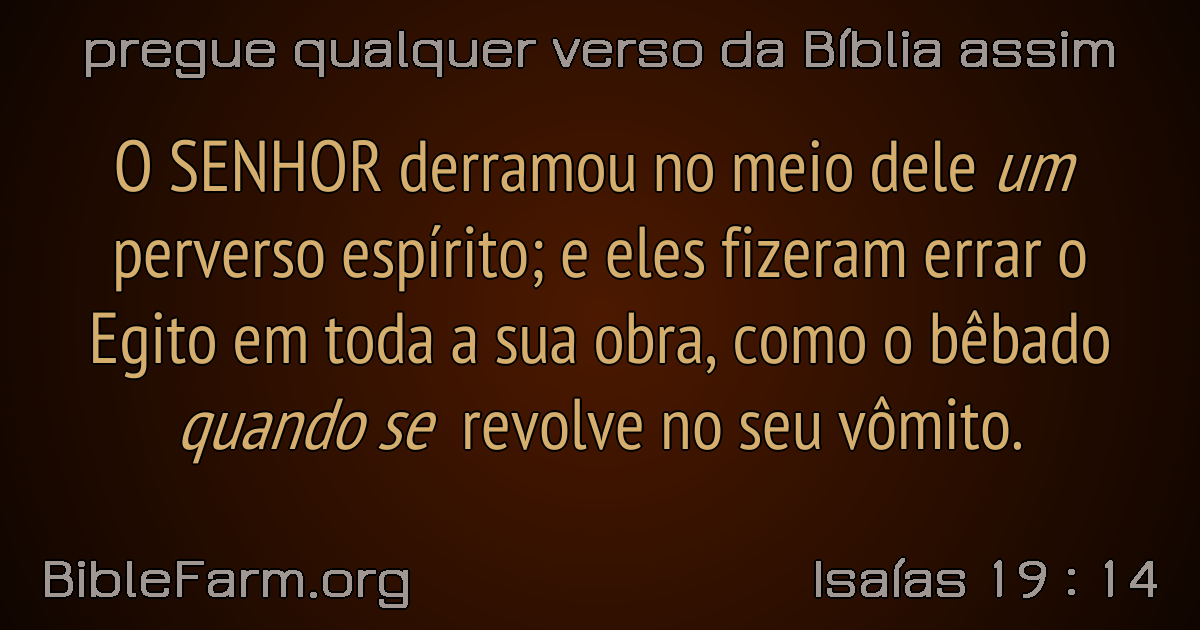 pregue qualquer verso da Bíblia assim
O SENHOR derramou no meio dele um
perverso espírito; e eles fizeram errar o
Egito em toda a sua obra, como o bêbado
quando se revolve no seu vômito.
BibleFarm.org
Isaías 19 : 14